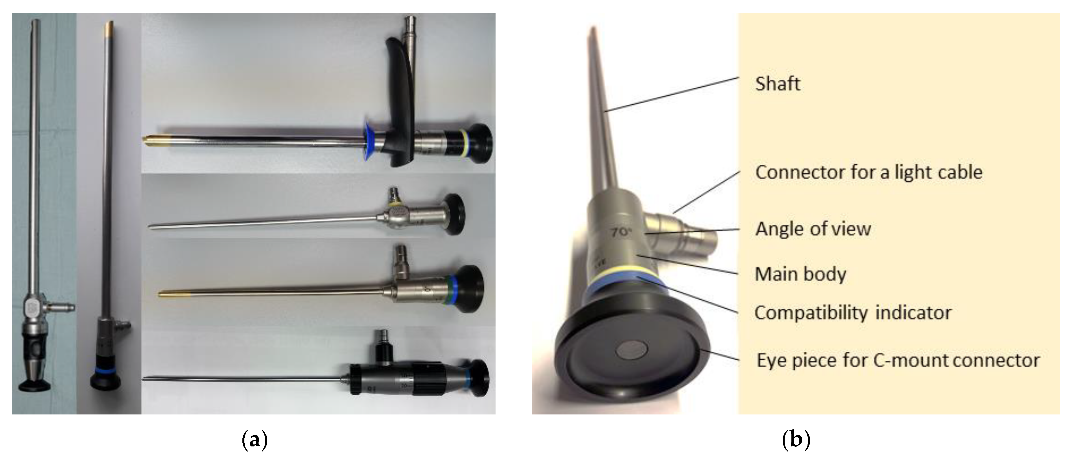 Shaft
Connector for a light cable
70°
Angle of view
Main body
Compatibility indicator
Eye piece for C-mount connector
(a)
(b)